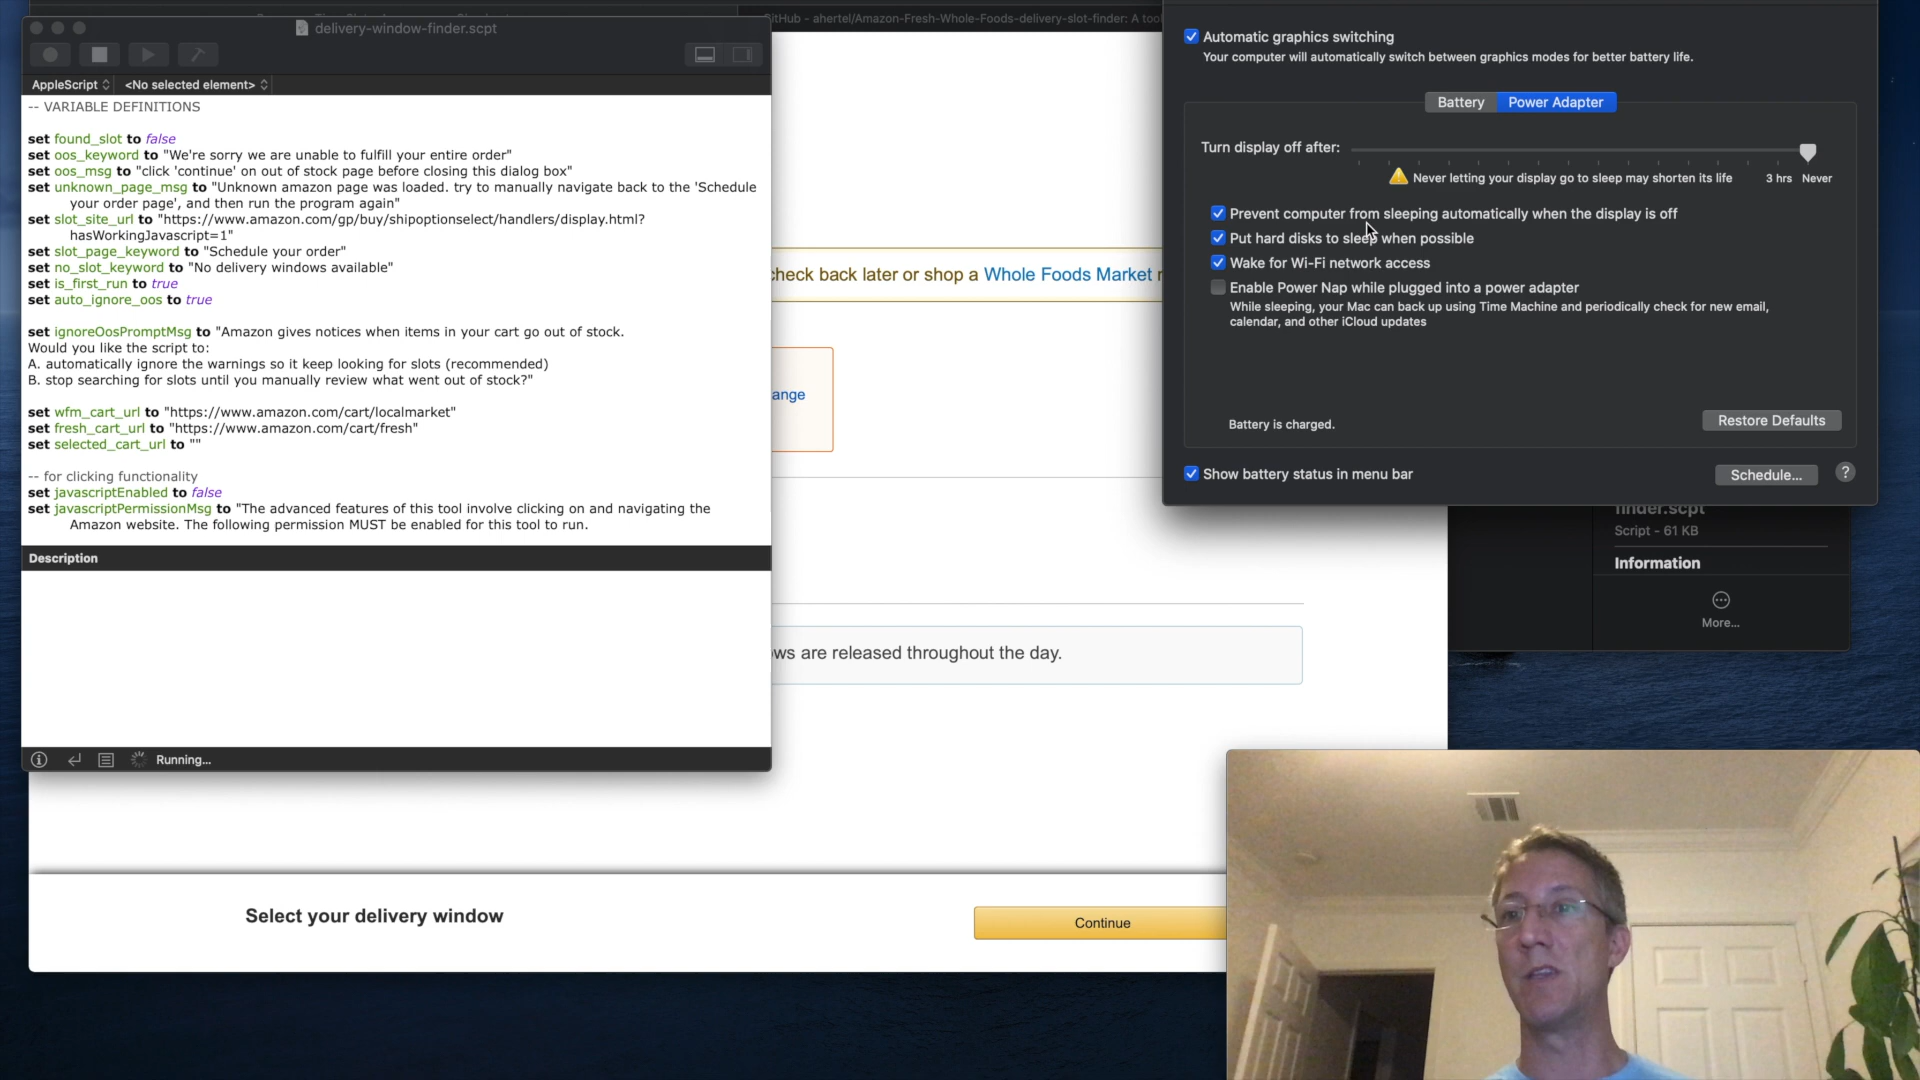 delivery-window-finder.scpt
AppleScript
<No selected element>
-- VARIABLE DEFINITIONS
set found_slot to false
set oos_keyword to "We're sorry we are unable to fulfill your entire order"
set oos_msg to "click 'continue' on out of stock page before closing this dialog box"
set unknown_page_msg to "Unknown amazon page was loaded. try to manually navigate back to the 'Schedule
your order page', and then run the program again"
set slot_site_url to "https://www.amazon.com/gp/buy/shipoptionselect/handlers/display.html?
hasWorkingJavascript=1"
set slot_page_keyword to "Schedule your order"
set no_slot_keyword to "No delivery windows available"
set is_first_run to true
set auto_ignore_oos to true
set ignoreOosPromptMsg to "Amazon gives notices when items in your cart go out of stock.
Would you like the script to:
A. automatically ignore the warnings so it keep looking for slots (recommended)
B. stop searching for slots until you manually review what went out of stock?"
set wfm_cart_url to "https://www.amazon.com/cart/localmarket"
set fresh_cart_url to "https://www.amazon.com/cart/fresh"
set selected_cart_url to ""
-- for clicking functionality
set javascriptEnabled to false
set javascriptPermissionMsg to "The advanced features of this tool involve clicking on and navigating the
Amazon website. The following permission MUST be enabled for this tool to run.
Description
Running...
GitHub - ahertel/Amazon-Fresh-Whole-Foods-delivery-slot-finder: A tool
check back later or shop a Whole Foods Market
ange
ows are released throughout the day.
Select your delivery window
Continue
Automatic graphics switching
Your computer will automatically switch between graphics modes for better battery life.
Battery
Power Adapter
Turn display off after:
Never letting your display go to sleep may shorten its life
3 hrs
Never
Prevent computer from sleeping automatically when the display is off
Put hard disks to sleep when possible
Wake for Wi-Fi network access
Enable Power Nap while plugged into a power adapter
While sleeping, your Mac can back up using Time Machine and periodically check for new email,
calendar, and other iCloud updates
Battery is charged.
Restore Defaults
Show battery status in menu bar
Schedule...
?
finder.scpt
Script - 61 KB
Information
More...